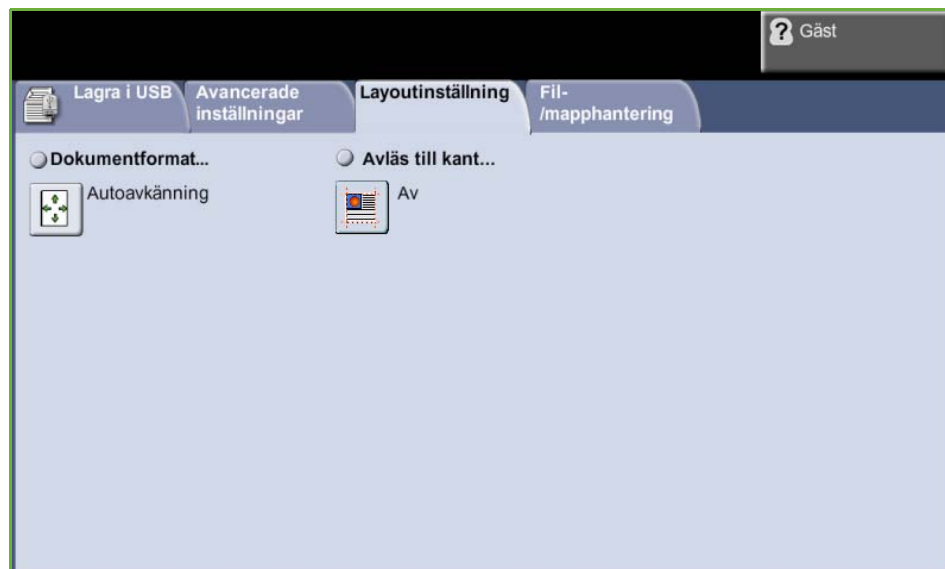 Gäst
Lagra i USB
Avancerade
inställningar
Layoutinställning
Fil-
/mapphantering
Dokumentformat...
Autoavkänning
Avläs till kant...
Av